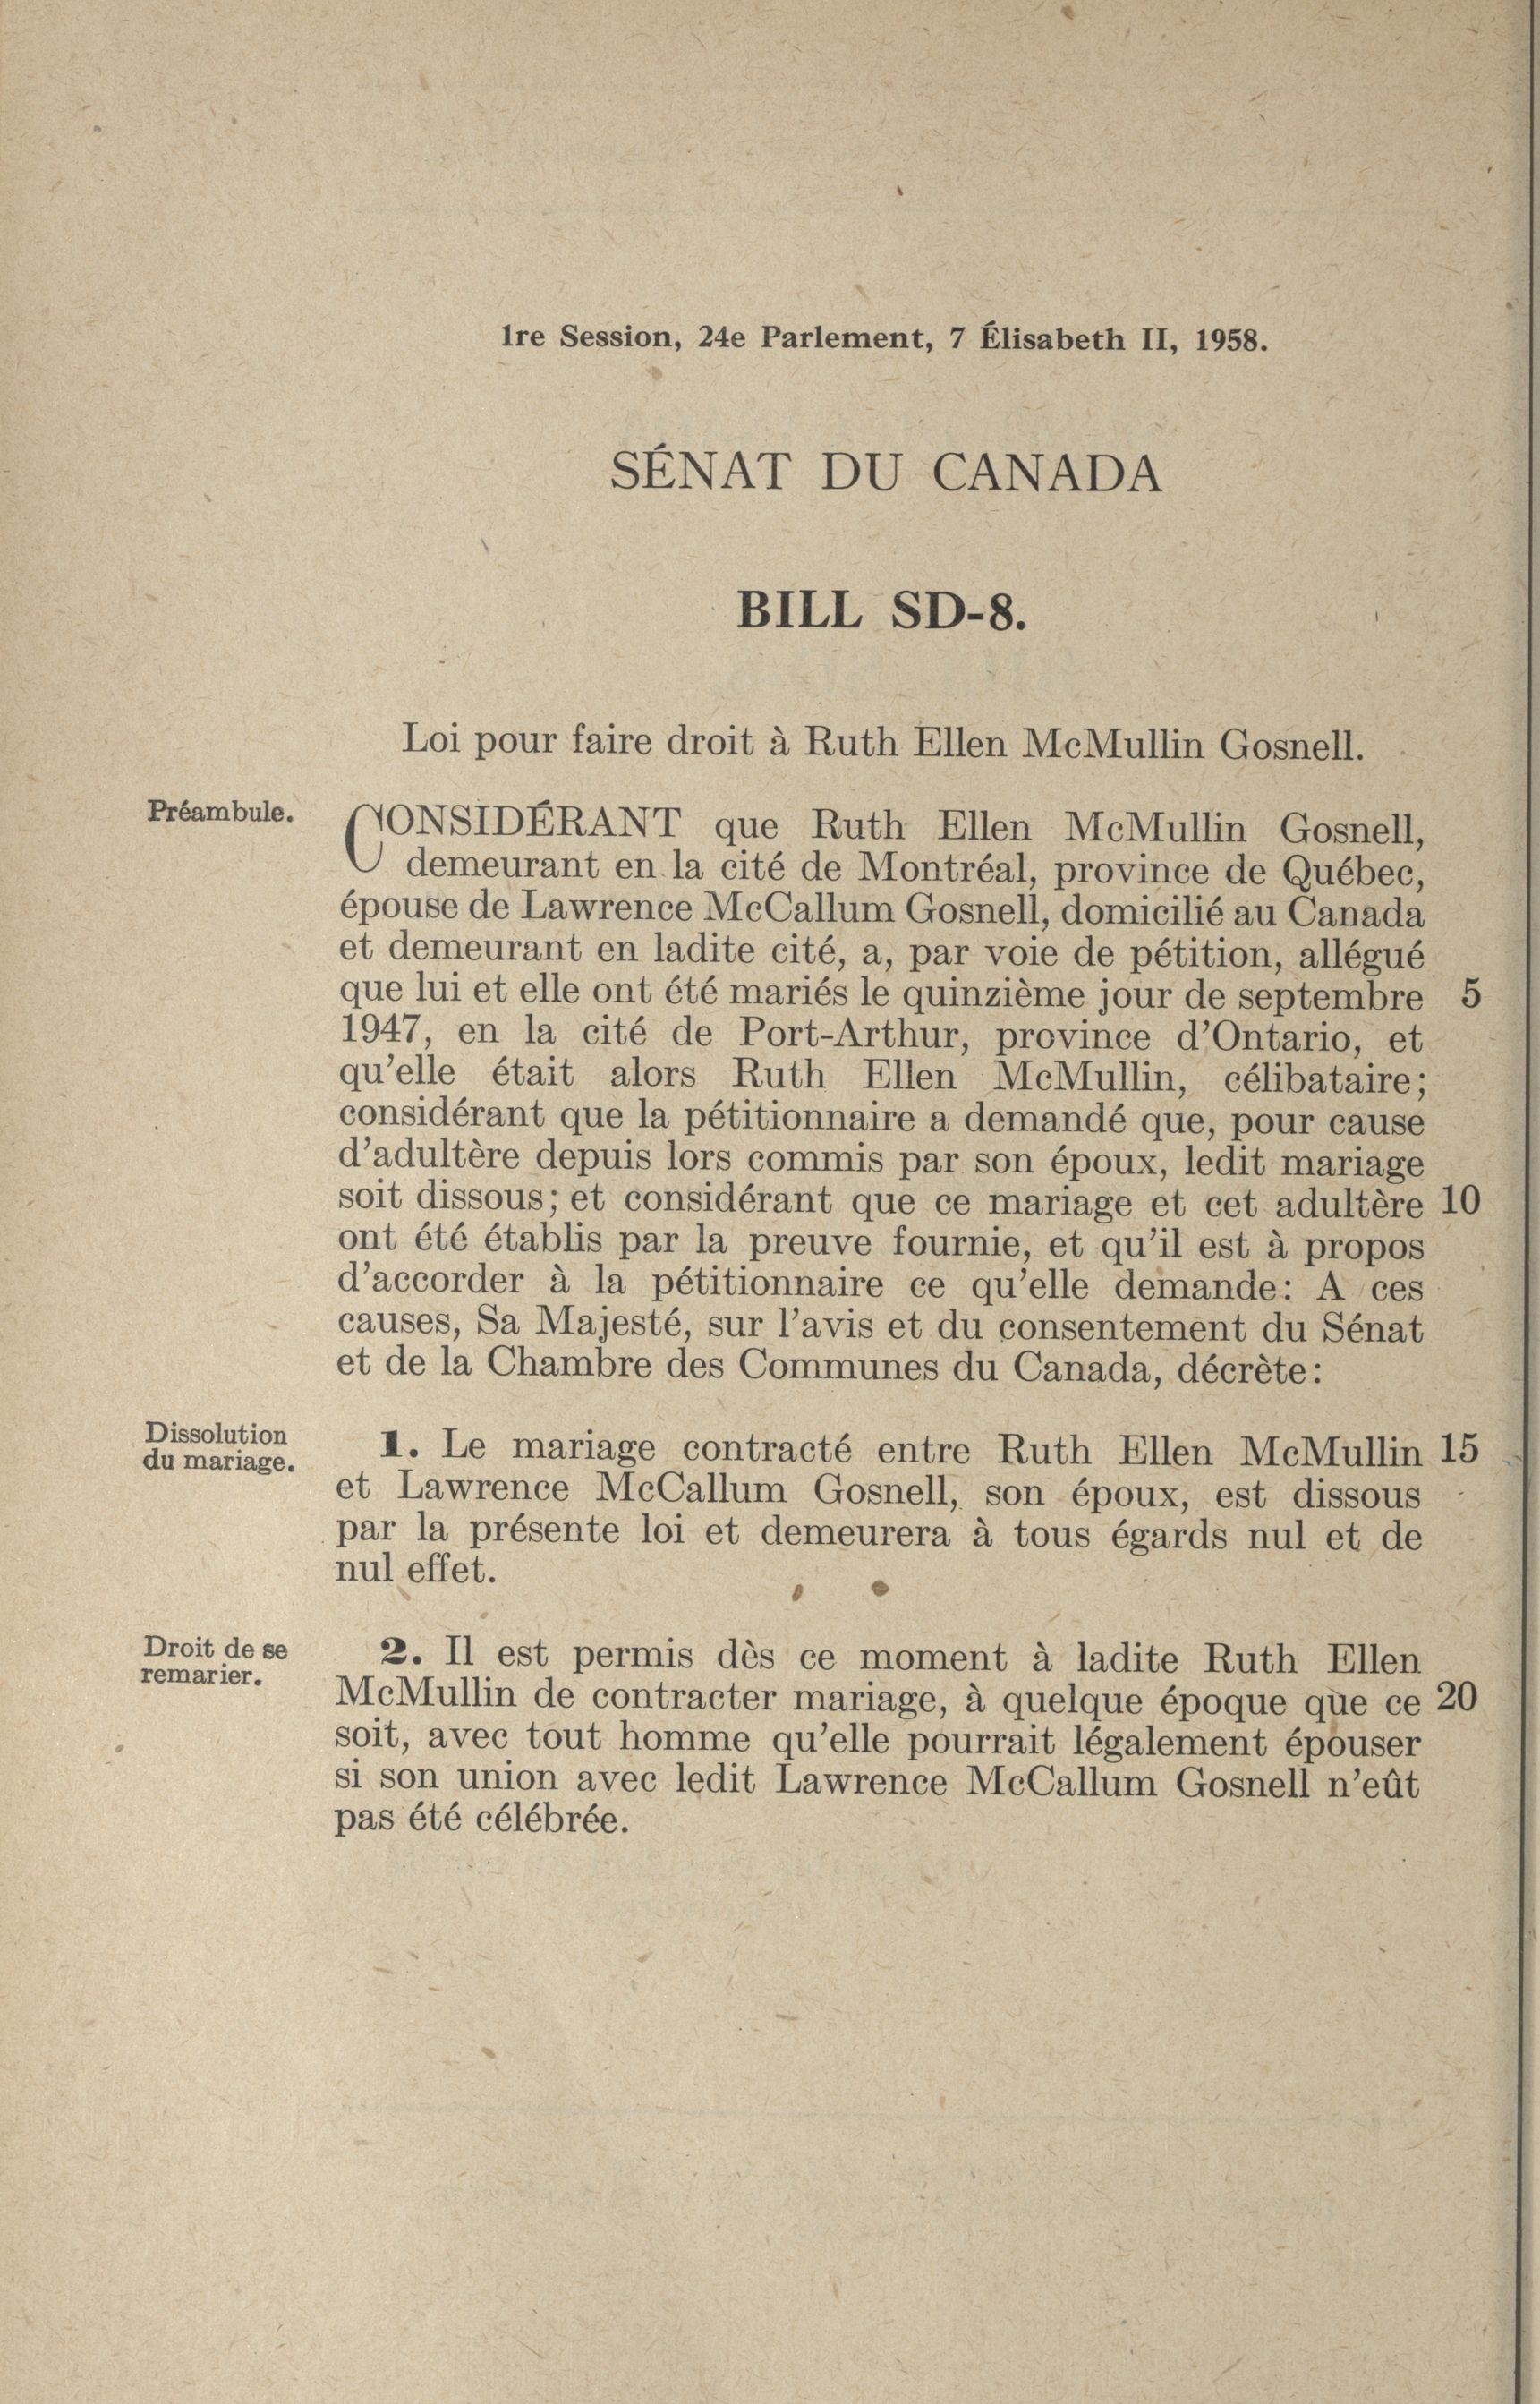 1re Session, 24e Parlement, 7 Élisabeth II, 1958.
SÉNAT DU CANADA
BILL SD-8.
Loi pour faire droit à Ruth Ellen McMullin Gosnell.
Préambule.
CONSIDÉRANT que Ruth Ellen McMullin Gosnell,
demeurant en la cité de Montréal, province de Québec,
épouse de Lawrence McCallum Gosnell, domicilié au Canada
et demeurant en ladite cité, a, par voie de pétition, allégué
que lui et elle ont été mariés le quinzième jour de septembre 5
1947, en la cité de Port-Arthur, province d'Ontario, et
qu'elle était alors Ruth Ellen McMullin, célibataire;
considérant que la pétitionnaire a demandé que, pour cause
d'adultère depuis lors commis par son époux, ledit mariage
soit dissous; et considérant que ce mariage et cet adultère 10
ont été établis par la preuve fournie, et qu'il est à propos
d'accorder à la pétitionnaire ce qu'elle demande: A ces
causes, Sa Majesté, sur l'avis et du consentement du Sénat
et de la Chambre des Communes du Canada, décrète:
Dissolution
du mariage.
1. Le mariage contracté entre Ruth Ellen McMullin 15
et Lawrence McCallum Gosnell, son époux, est dissous
par la présente loi et demeurera à tous égards nul et de
nul effet.
Droit de se
remarier.
2. Il est permis dès ce moment à ladite Ruth Ellen
McMullin de contracter mariage, à quelque époque que ce 20
soit, avec tout homme qu'elle pourrait légalement épouser
si son union avec ledit Lawrence McCallum Gosnell n'eût
pas été célébrée.